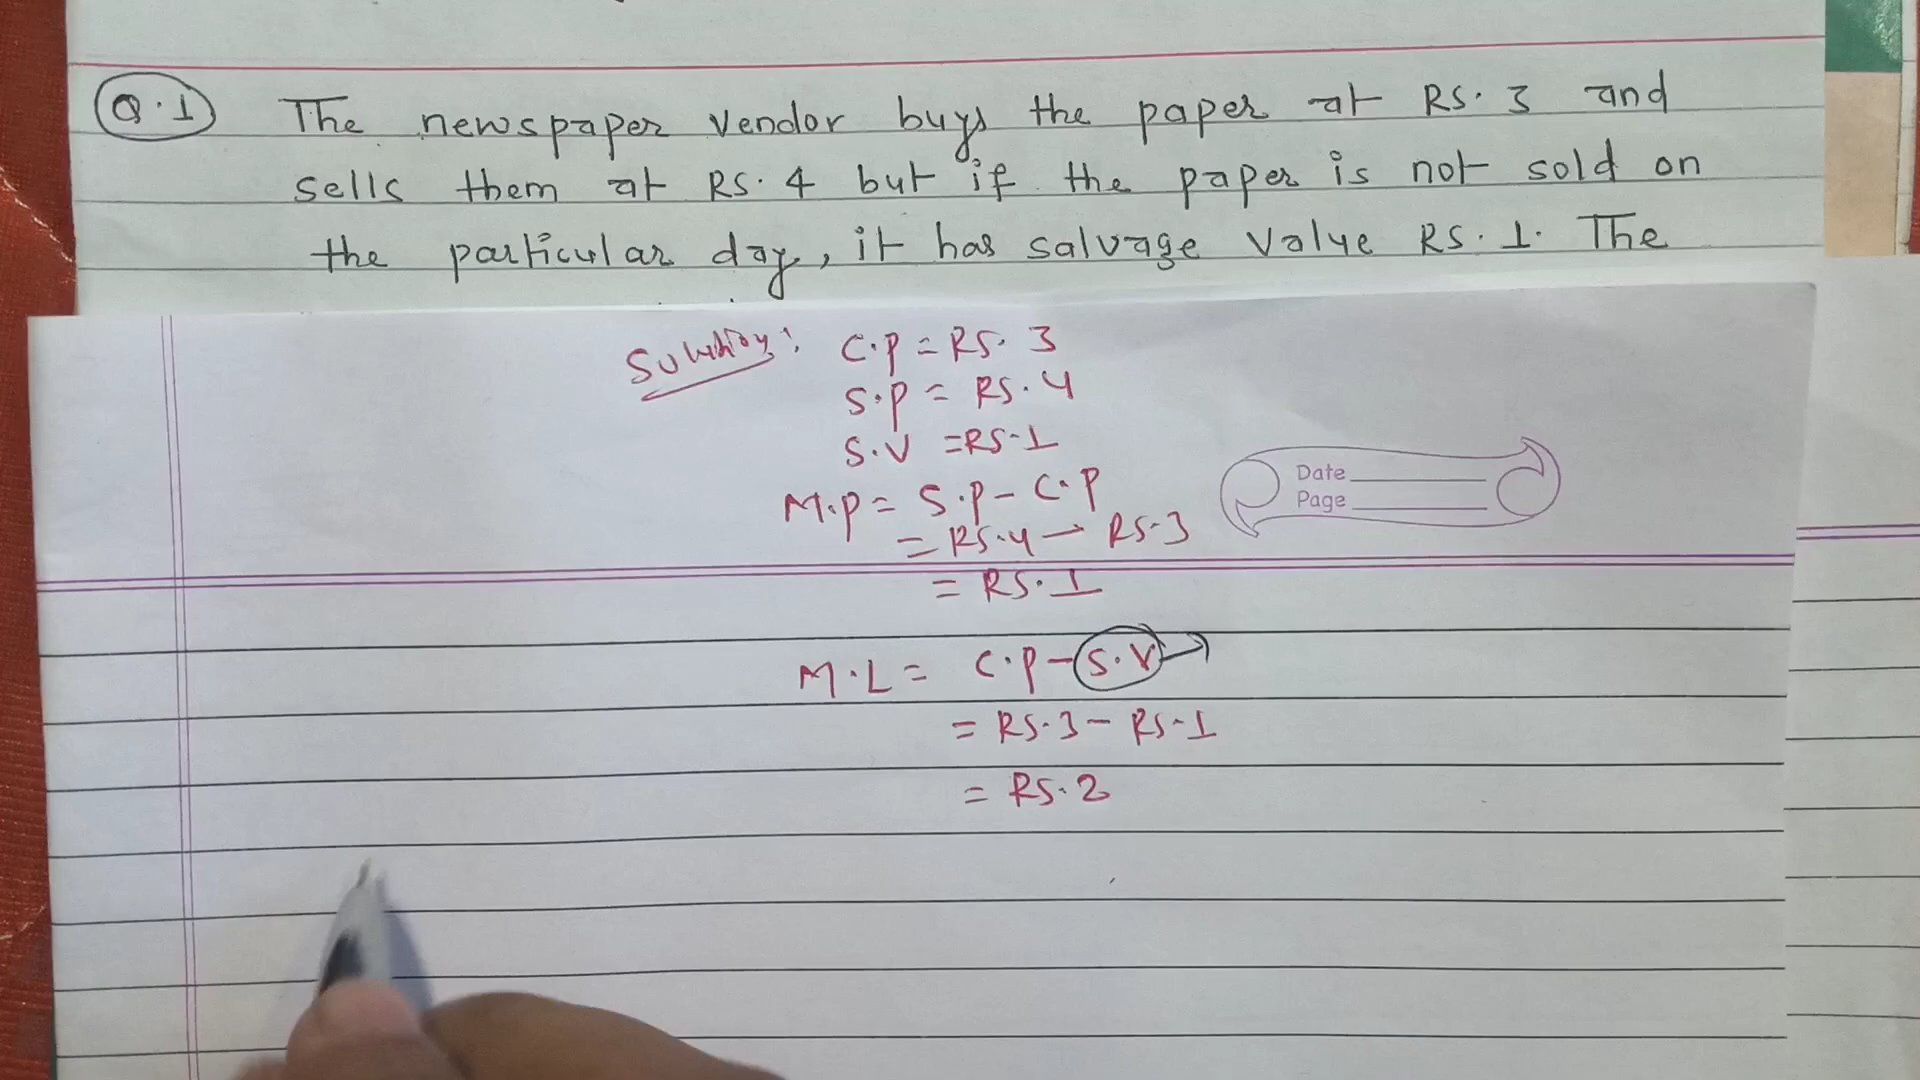 Q.1 The newspaper vendor buys the paper at RS. 3 and
sells them at RS. 4 but if the paper is not sold on
the particular day, it has salvage value RS. 1. The
Solution: C.P = RS. 3
S.P = RS. 4
S.V = RS. 1
M.P = S.P - C.P
= RS. 4 - RS. 3
= RS. 1
Date
Page
M.L = C.P - S.V →
= RS. 3 - RS. 1
= RS. 2